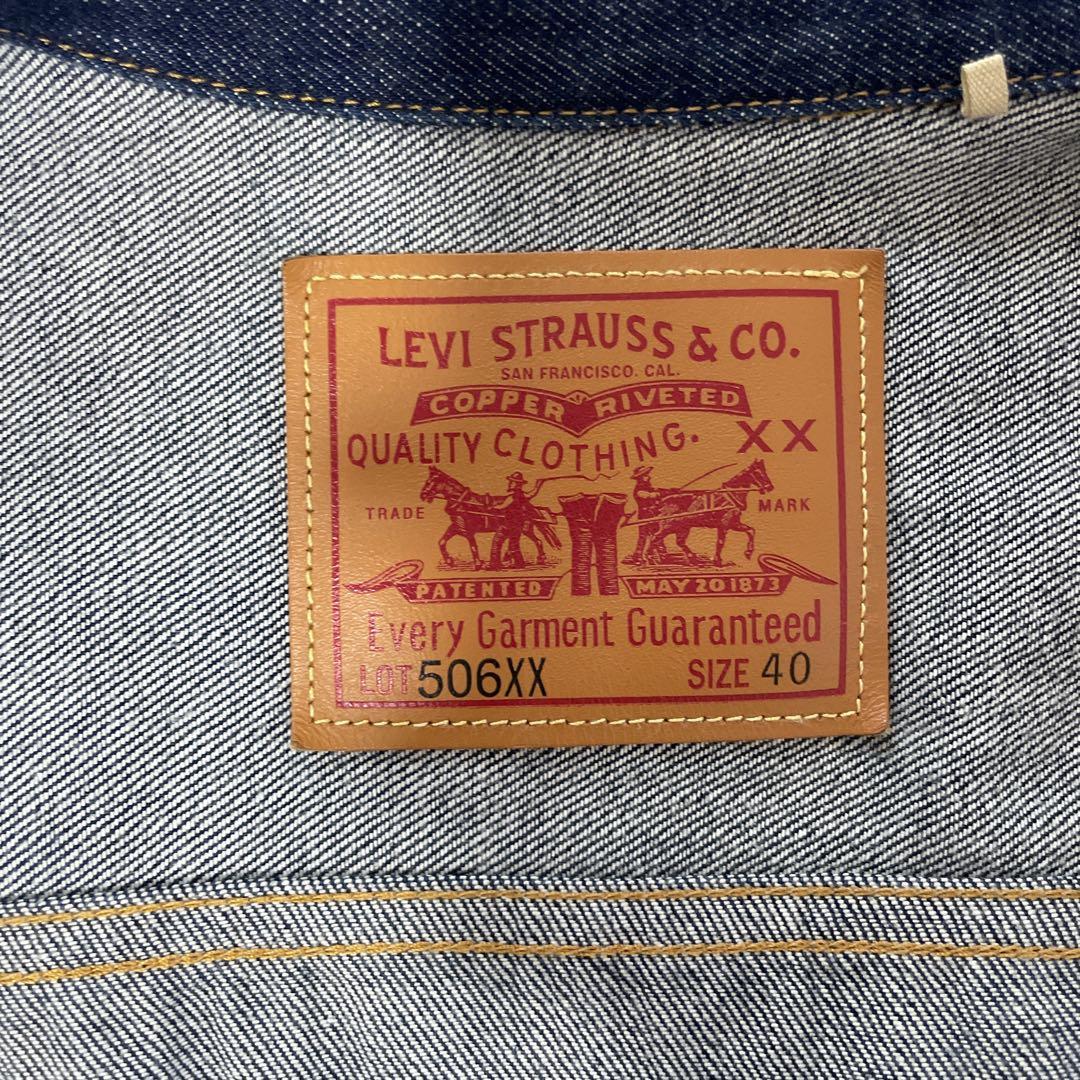 LEVI STRAUSS & CO.
SAN FRANCISCO. CAL.
COPPER RIVETED
QUALITY CLOTHING. XX
TRADE MARK
PATENTED MAY 20 1873
Every Garment Guaranteed
LOT 506XX SIZE 40